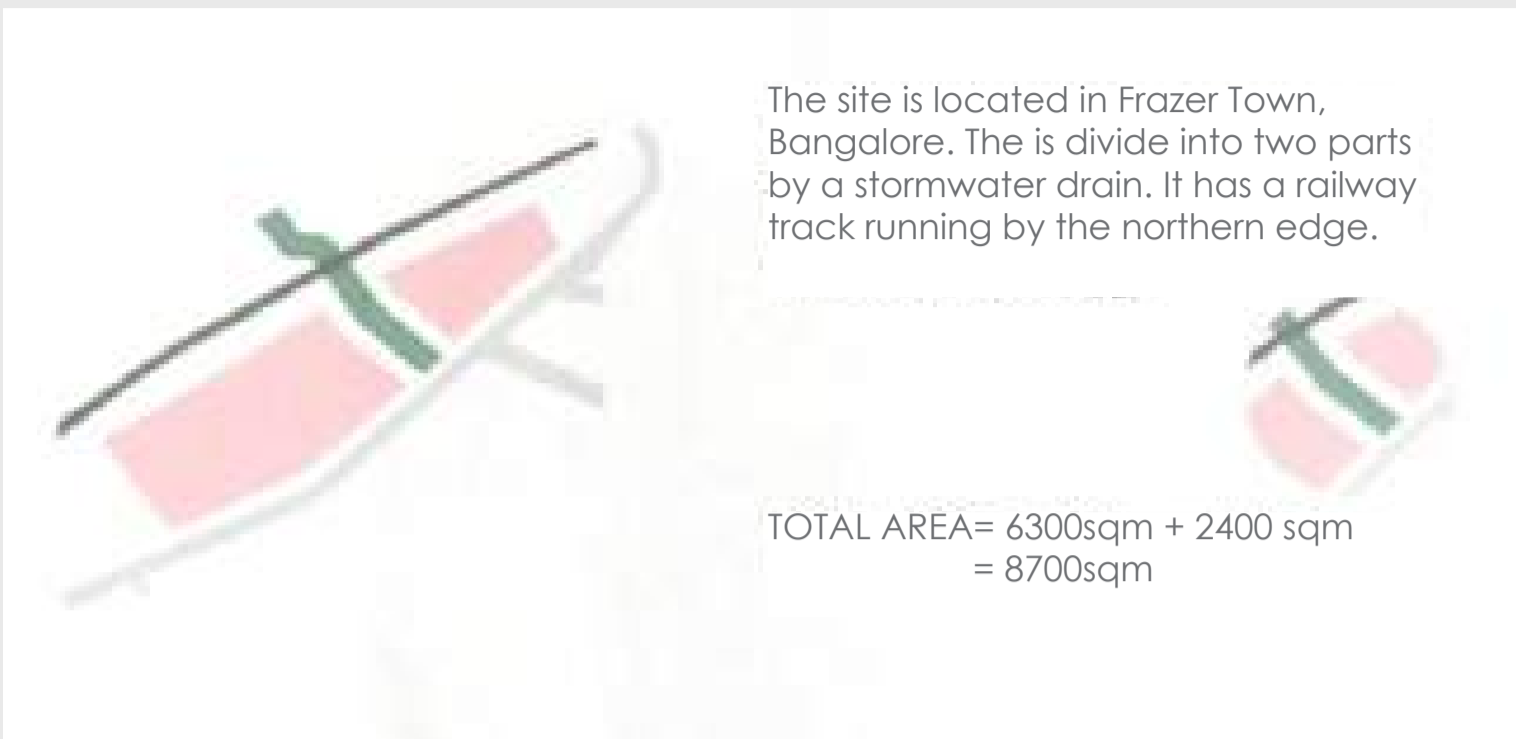 The site is located in Frazer Town,
Bangalore. The is divide into two parts
by a stormwater drain. It has a railway
track running by the northern edge.
TOTAL AREA= 6300sqm + 2400 sqm
= 8700sqm